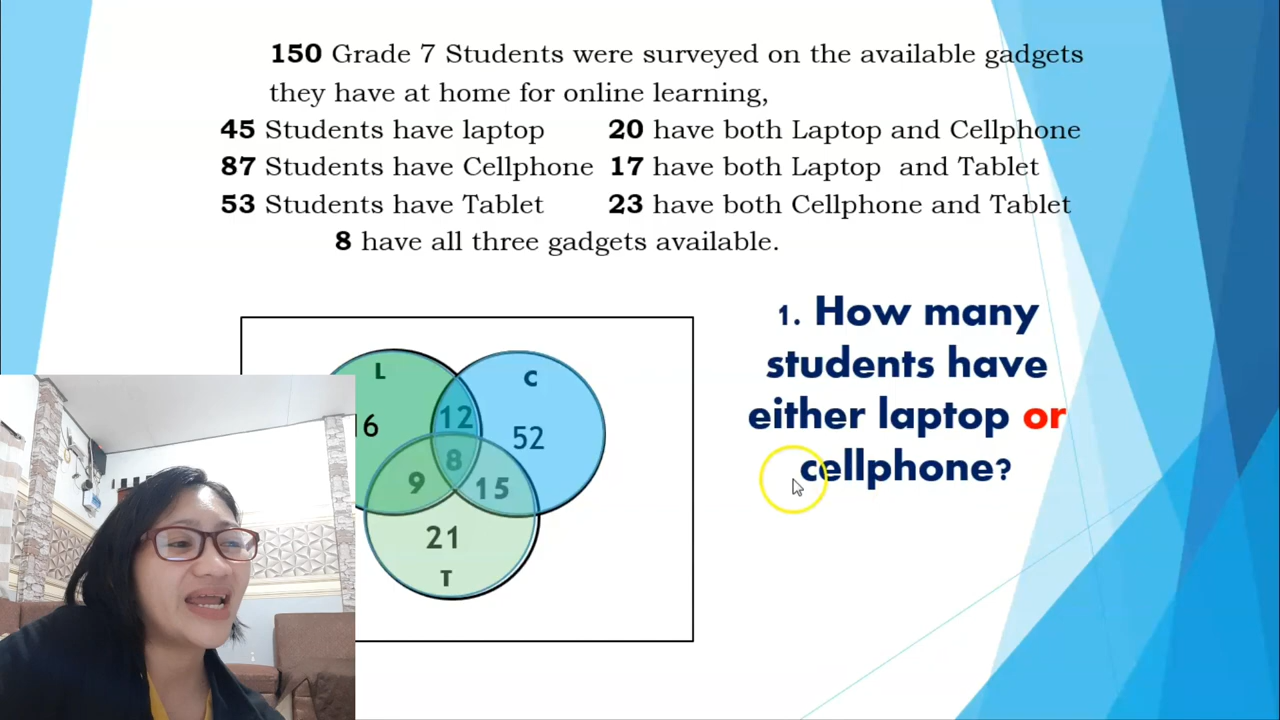 150 Grade 7 Students were surveyed on the available gadgets
they have at home for online learning,
45 Students have laptop 20 have both Laptop and Cellphone
87 Students have Cellphone 17 have both Laptop and Tablet
53 Students have Tablet 23 have both Cellphone and Tablet
8 have all three gadgets available.
1. How many
students have
either laptop or
cellphone?
L
C
12
16
52
8
9
15
21
T